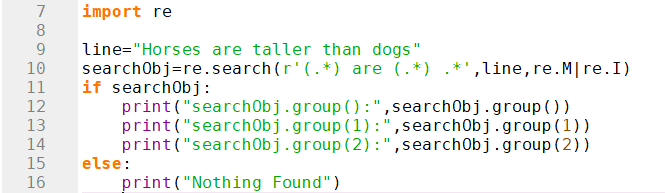 7 import re
8
9 line="Horses are taller than dogs"
10 searchObj=re.search(r'(.*) are (.*) .*',line,re.M|re.I)
11 if searchObj:
12     print("searchObj.group():",searchObj.group())
13     print("searchObj.group(1):",searchObj.group(1))
14     print("searchObj.group(2):",searchObj.group(2))
15 else:
16     print("Nothing Found")